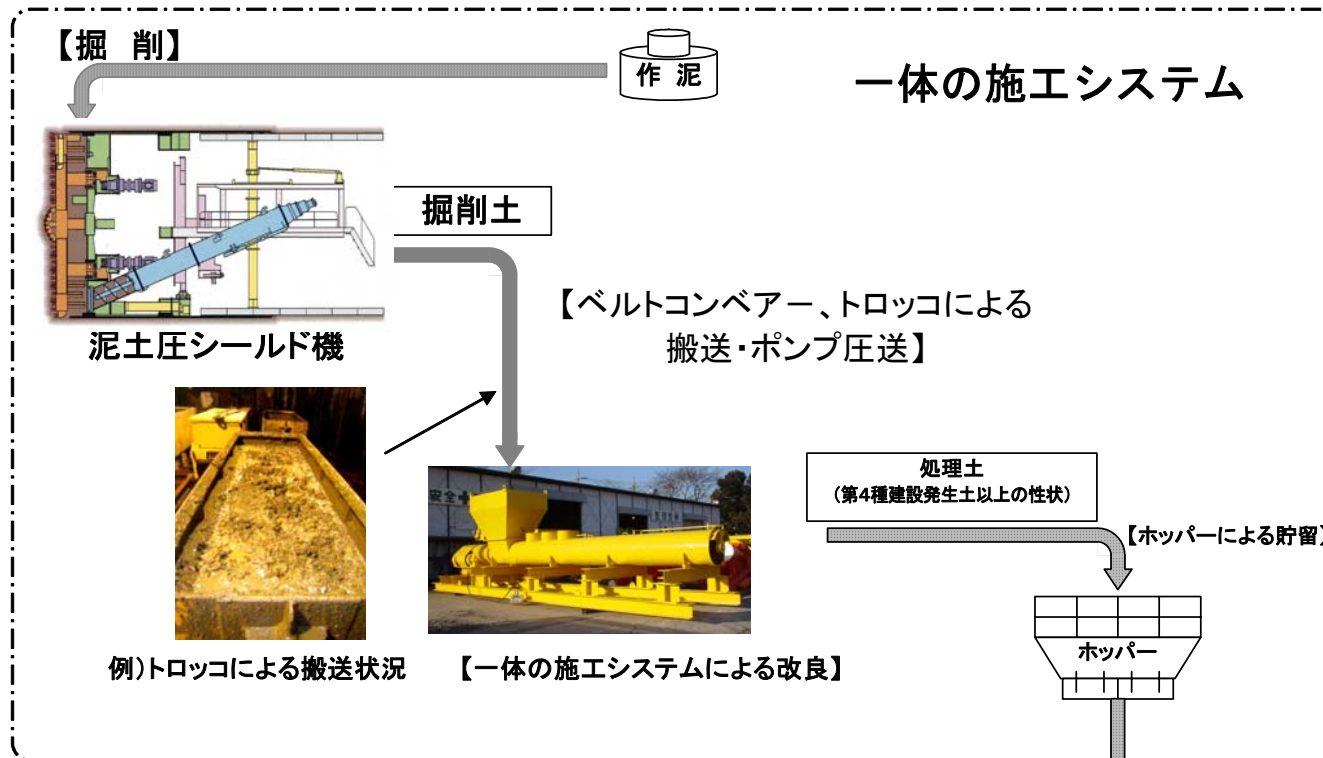 【掘　削】
作 泥
一体の施工システム
掘削土
【ベルトコンベアー、トロッコによる
搬送・ポンプ圧送】
泥土圧シールド機
処理土
（第4種建設発生土以上の性状）
【ホッパーによる貯留】
安全
ホッパー
例）トロッコによる搬送状況
【一体の施工システムによる改良】